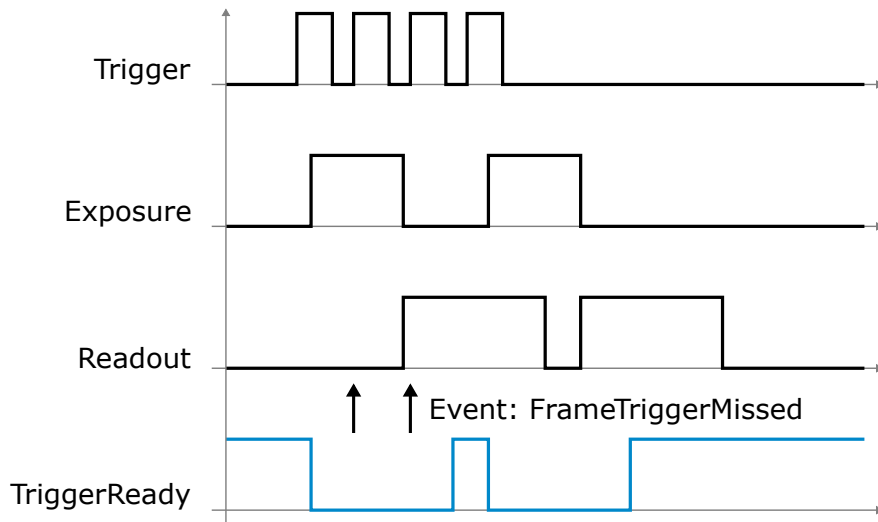 Trigger
Exposure
Readout
Event: FrameTriggerMissed
TriggerReady